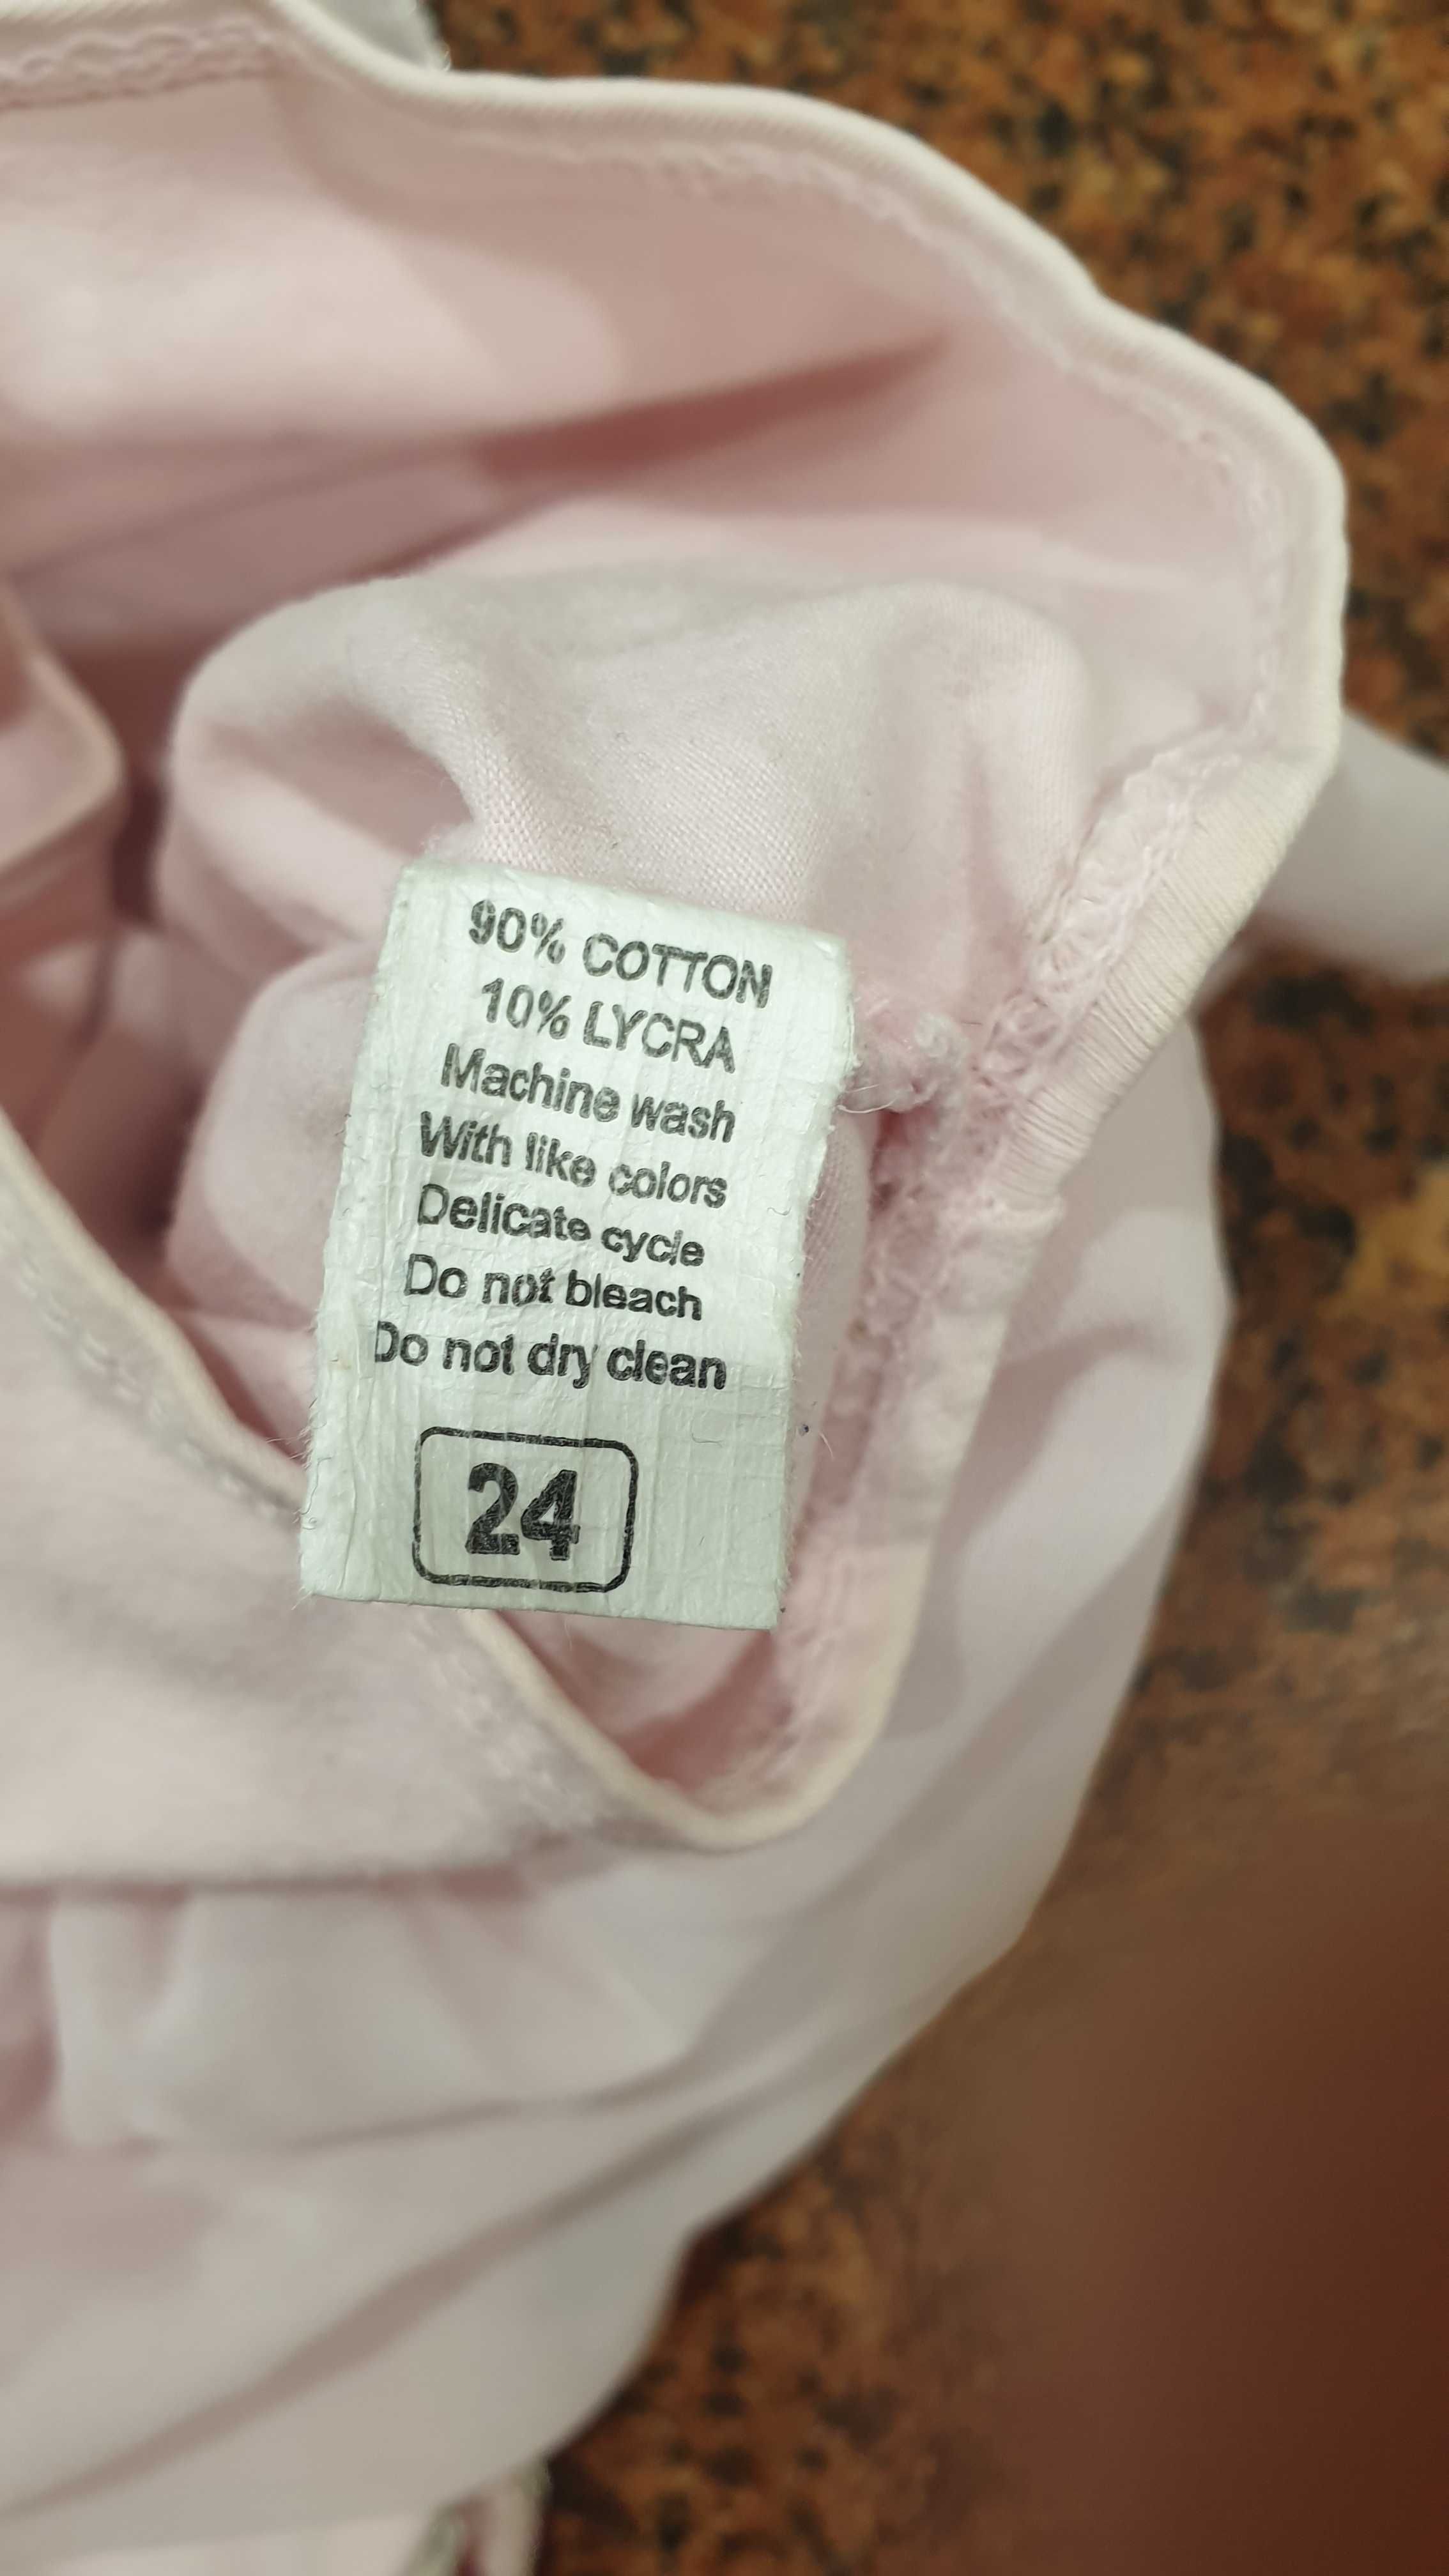 90% COTTON
10% LYCRA
Machine wash
With like colors
Delicate cycle
Do not bleach
Do not dry clean
24